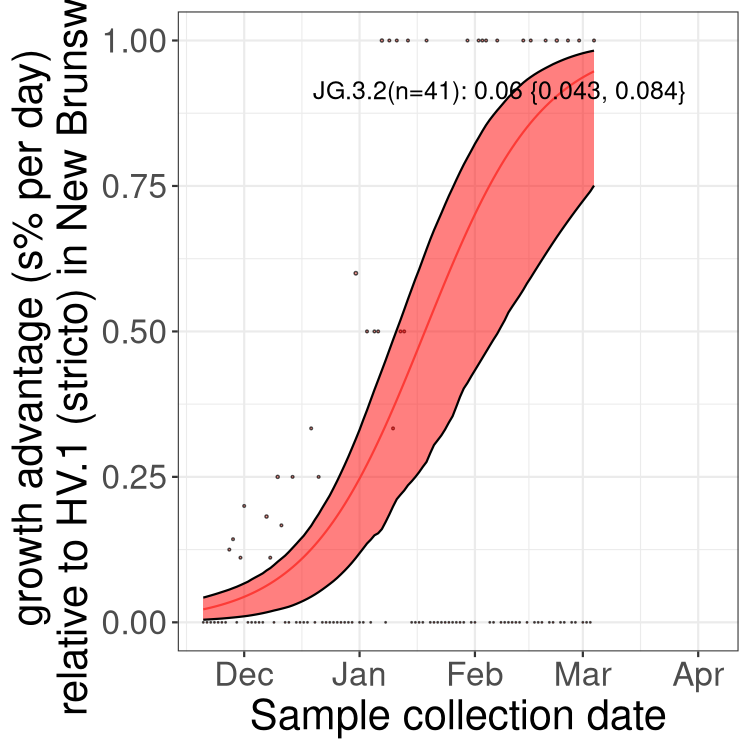 growth advantage (s% per day)
relative to HV.1 (stricto) in New Brunsw
1.00
0.75
0.50
0.25
0.00
JG.3.2(n=41): 0.06 {0.043, 0.084}
Dec Jan Feb Mar Apr
Sample collection date